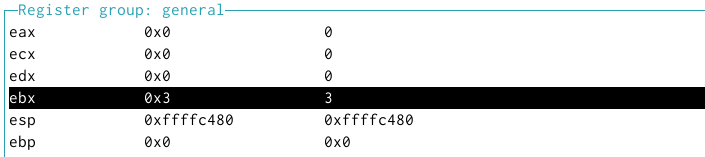 Register group: general
eax 0x0 0
ecx 0x0 0
edx 0x0 0
ebx 0x3 3
esp 0xffffc480 0xffffc480
ebp 0x0 0x0